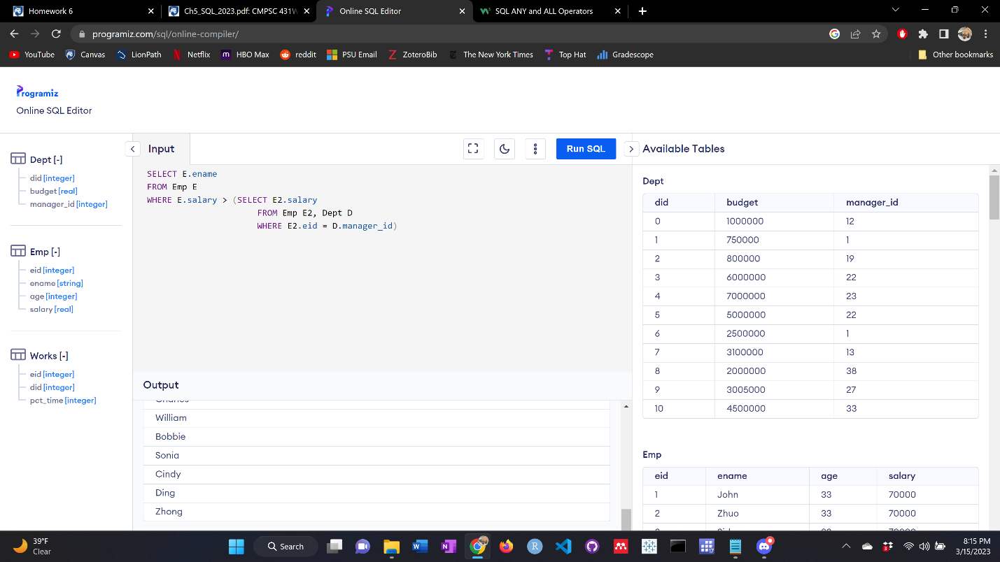 Homework 6
Ch5_SQL_2023.pdf: CMPSC 431W
Online SQL Editor
SQL ANY and ALL Operators
programiz.com/sql/online-compiler/
YouTube
Canvas
LionPath
Netflix
HBO Max
reddit
PSU Email
ZoteroBib
The New York Times
Top Hat
Gradescope
Other bookmarks
Programiz
Online SQL Editor
Dept [-]
did [integer]
budget [real]
manager_id [integer]
Emp [-]
eid [integer]
ename [string]
age [integer]
salary [real]
Works [-]
eid [integer]
did [integer]
pct_time [integer]
Input
Run SQL
SELECT E.ename
FROM Emp E
WHERE E.salary > (SELECT E2.salary
FROM Emp E2, Dept D
WHERE E2.eid = D.manager_id)
Output
Charles
William
Bobbie
Sonia
Cindy
Ding
Zhong
Available Tables
Dept
did budget manager_id
0 1000000 12
1 750000 1
2 800000 19
3 6000000 22
4 7000000 23
5 5000000 22
6 2500000 1
7 3100000 13
8 2000000 38
9 3005000 27
10 4500000 33
Emp
eid ename age salary
1 John 33 70000
2 Zhuo 33 70000
39°F
Clear
Search
8:15 PM
3/15/2023